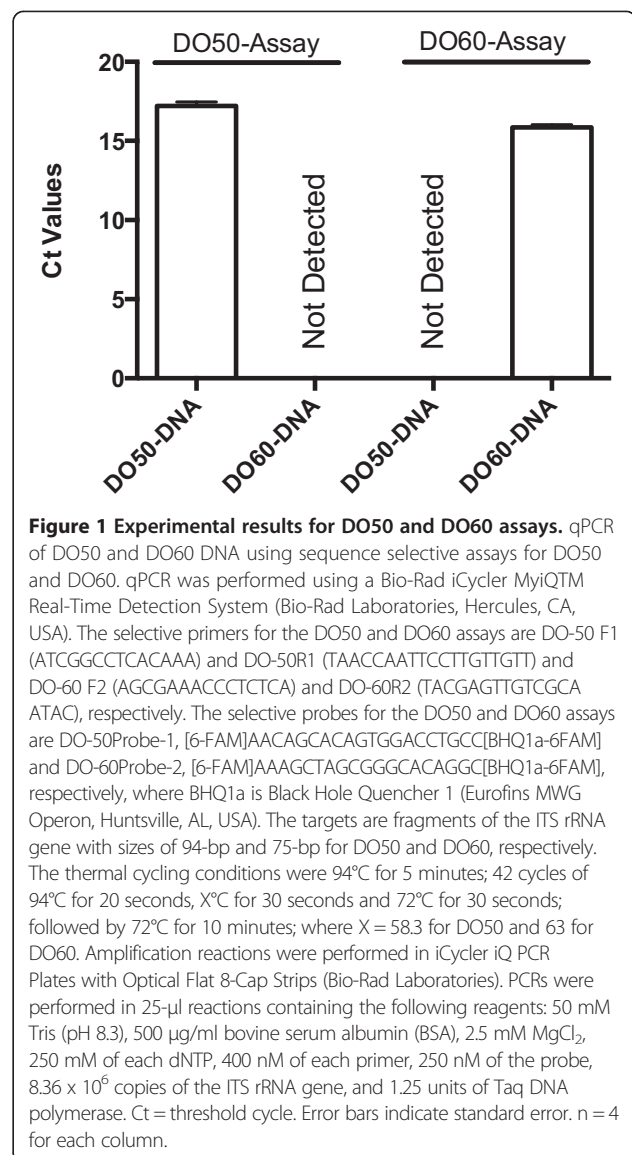 DO50-Assay DO60-Assay
20
15
10
5
0
Ct Values
Not Detected
Not Detected
DO50-DNA
DO60-DNA
DO50-DNA
DO60-DNA
Figure 1 Experimental results for DO50 and DO60 assays. qPCR
of DO50 and DO60 DNA using sequence selective assays for DO50
and DO60. qPCR was performed using a Bio-Rad iCycler MyiQTM
Real-Time Detection System (Bio-Rad Laboratories, Hercules, CA,
USA). The selective primers for the DO50 and DO60 assays are DO-50 F1
(ATCGGCCTCACAAA) and DO-50R1 (TAACCAATTCCTTGTTGTT) and
DO-60 F2 (AGCGAAACCCTCTCA) and DO-60R2 (TACGAGTTGTCGCA
ATAC), respectively. The selective probes for the DO50 and DO60 assays
are DO-50Probe-1, [6-FAM]AACAGCACAGTGGACCTGCC[BHQ1a-6FAM]
and DO-60Probe-2, [6-FAM]AAAGCTAGCGGGCACAGGC[BHQ1a-6FAM],
respectively, where BHQ1a is Black Hole Quencher 1 (Eurofins MWG
Operon, Huntsville, AL, USA). The targets are fragments of the ITS rRNA
gene with sizes of 94-bp and 75-bp for DO50 and DO60, respectively.
The thermal cycling conditions were 94°C for 5 minutes; 42 cycles of
94°C for 20 seconds, X°C for 30 seconds and 72°C for 30 seconds;
followed by 72°C for 10 minutes; where X = 58.3 for DO50 and 63 for
DO60. Amplification reactions were performed in iCycler iQ PCR
Plates with Optical Flat 8-Cap Strips (Bio-Rad Laboratories). PCRs were
performed in 25-μl reactions containing the following reagents: 50 mM
Tris (pH 8.3), 500 μg/ml bovine serum albumin (BSA), 2.5 mM MgCl₂,
250 mM of each dNTP, 400 nM of each primer, 250 nM of the probe,
8.36 x 10⁶ copies of the ITS rRNA gene, and 1.25 units of Taq DNA
polymerase. Ct = threshold cycle. Error bars indicate standard error. n = 4
for each column.